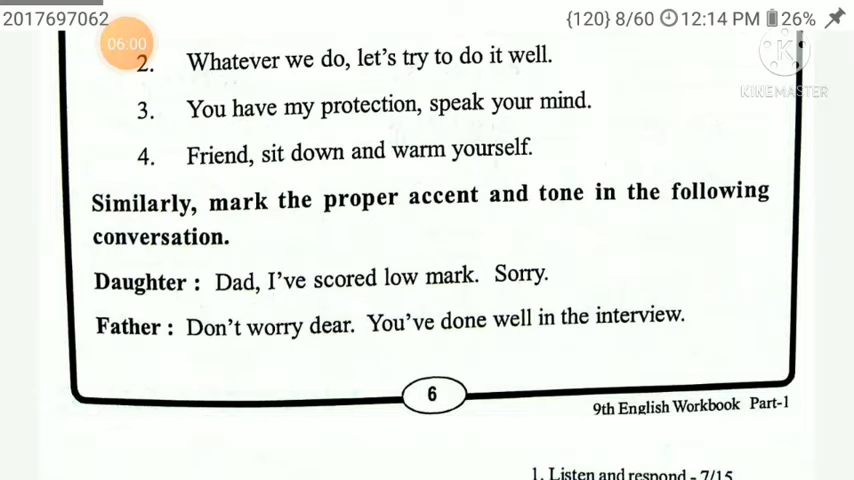 2017697062 {120} 8/60 12:14 PM 26%
06:00
KINEMASTER
2. Whatever we do, let's try to do it well.
3. You have my protection, speak your mind.
4. Friend, sit down and warm yourself.
Similarly, mark the proper accent and tone in the following
conversation.
Daughter : Dad, I've scored low mark. Sorry.
Father : Don't worry dear. You've done well in the interview.
6
9th English Workbook Part-1
1. Listen and respond - 7/15